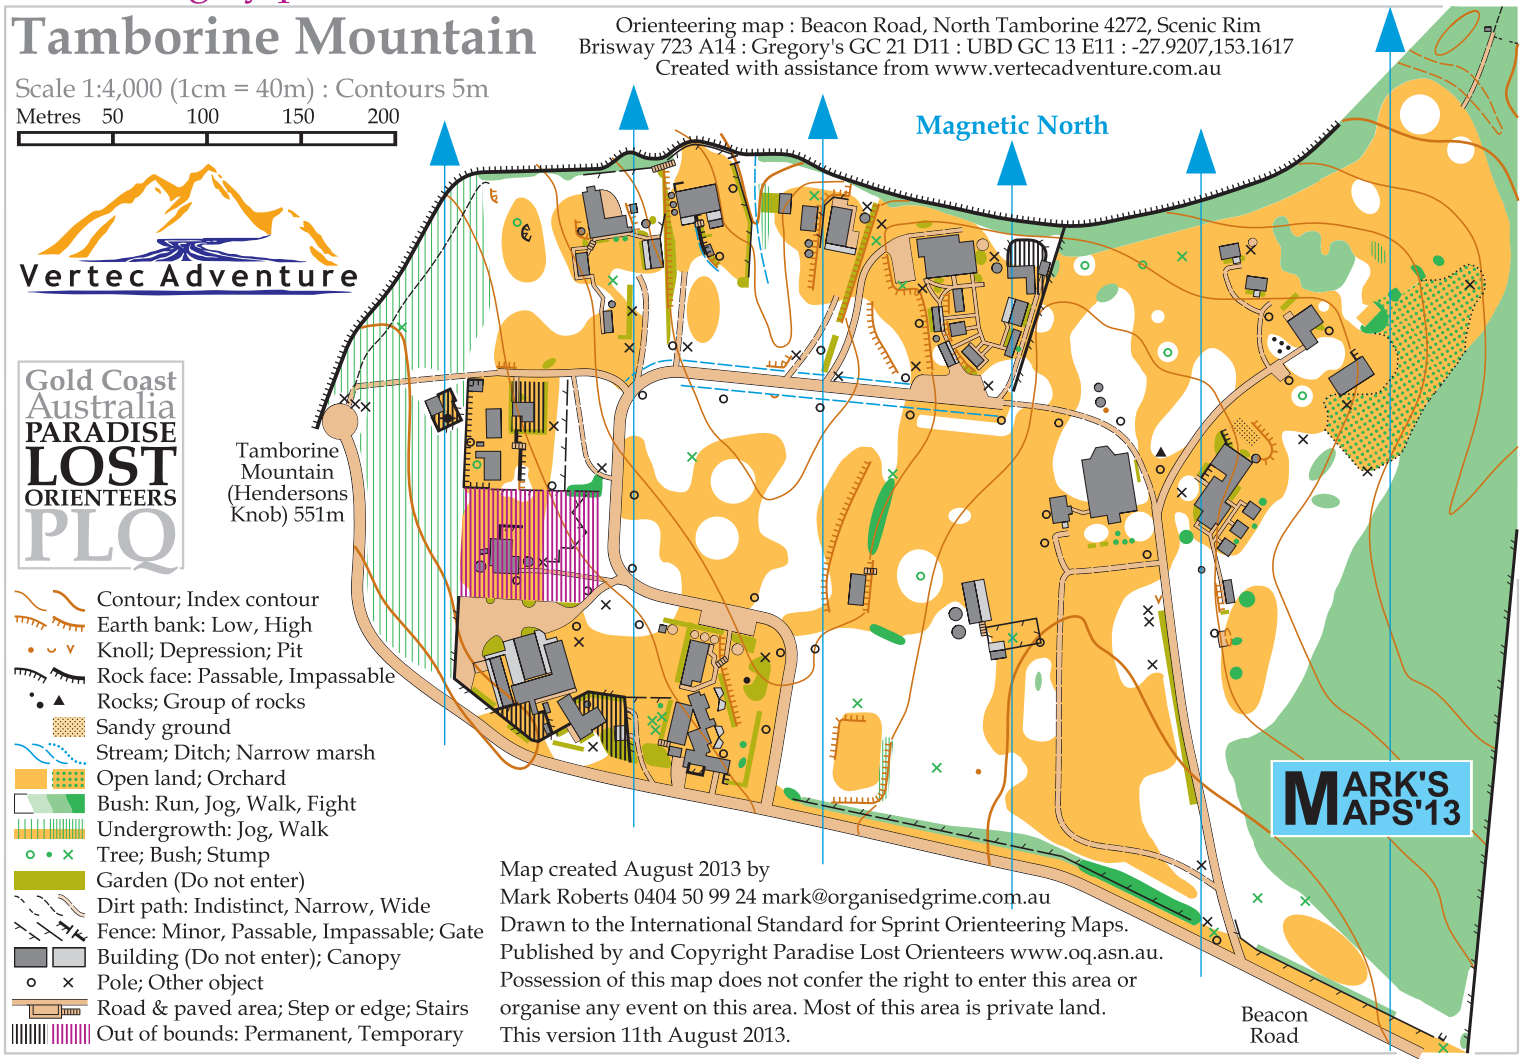 Tamborine Mountain
Scale 1:4,000 (1cm = 40m) : Contours 5m
Metres 50 100 150 200
Orienteering map : Beacon Road, North Tamborine 4272, Scenic Rim
Brisway 723 A14 : Gregory's GC 21 D11 : UBD GC 13 E11 : -27.9207,153.1617
Created with assistance from www.vertecadventure.com.au
Magnetic North
Vertec Adventure
Gold Coast
Australia
PARADISE
LOST
ORIENTEERS
PLQ
Tamborine
Mountain
(Hendersons
Knob) 551m
Contour; Index contour
Earth bank: Low, High
Knoll; Depression; Pit
Rock face: Passable, Impassable
Rocks; Group of rocks
Sandy ground
Stream; Ditch; Narrow marsh
Open land; Orchard
Bush: Run, Jog, Walk, Fight
Undergrowth: Jog, Walk
Tree; Bush; Stump
Garden (Do not enter)
Dirt path: Indistinct, Narrow, Wide
Fence: Minor, Passable, Impassable; Gate
Building (Do not enter); Canopy
Pole; Other object
Road & paved area; Step or edge; Stairs
Out of bounds: Permanent, Temporary
Map created August 2013 by
Mark Roberts 0404 50 99 24 mark@organisedgrime.com.au
Drawn to the International Standard for Sprint Orienteering Maps.
Published by and Copyright Paradise Lost Orienteers www.oq.asn.au.
Possession of this map does not confer the right to enter this area or
organise any event on this area. Most of this area is private land.
This version 11th August 2013.
MARK'S
MAPS'13
Beacon
Road